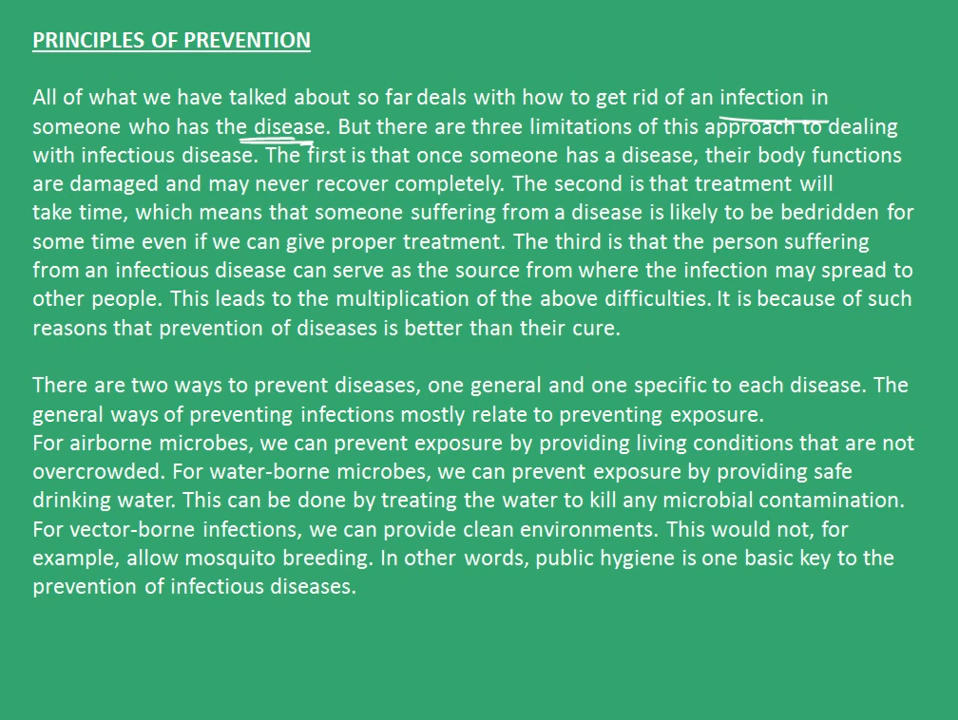 PRINCIPLES OF PREVENTION
All of what we have talked about so far deals with how to get rid of an infection in
someone who has the disease. But there are three limitations of this approach to dealing
with infectious disease. The first is that once someone has a disease, their body functions
are damaged and may never recover completely. The second is that treatment will
take time, which means that someone suffering from a disease is likely to be bedridden for
some time even if we can give proper treatment. The third is that the person suffering
from an infectious disease can serve as the source from where the infection may spread to
other people. This leads to the multiplication of the above difficulties. It is because of such
reasons that prevention of diseases is better than their cure.
There are two ways to prevent diseases, one general and one specific to each disease. The
general ways of preventing infections mostly relate to preventing exposure.
For airborne microbes, we can prevent exposure by providing living conditions that are not
overcrowded. For water-borne microbes, we can prevent exposure by providing safe
drinking water. This can be done by treating the water to kill any microbial contamination.
For vector-borne infections, we can provide clean environments. This would not, for
example, allow mosquito breeding. In other words, public hygiene is one basic key to the
prevention of infectious diseases.